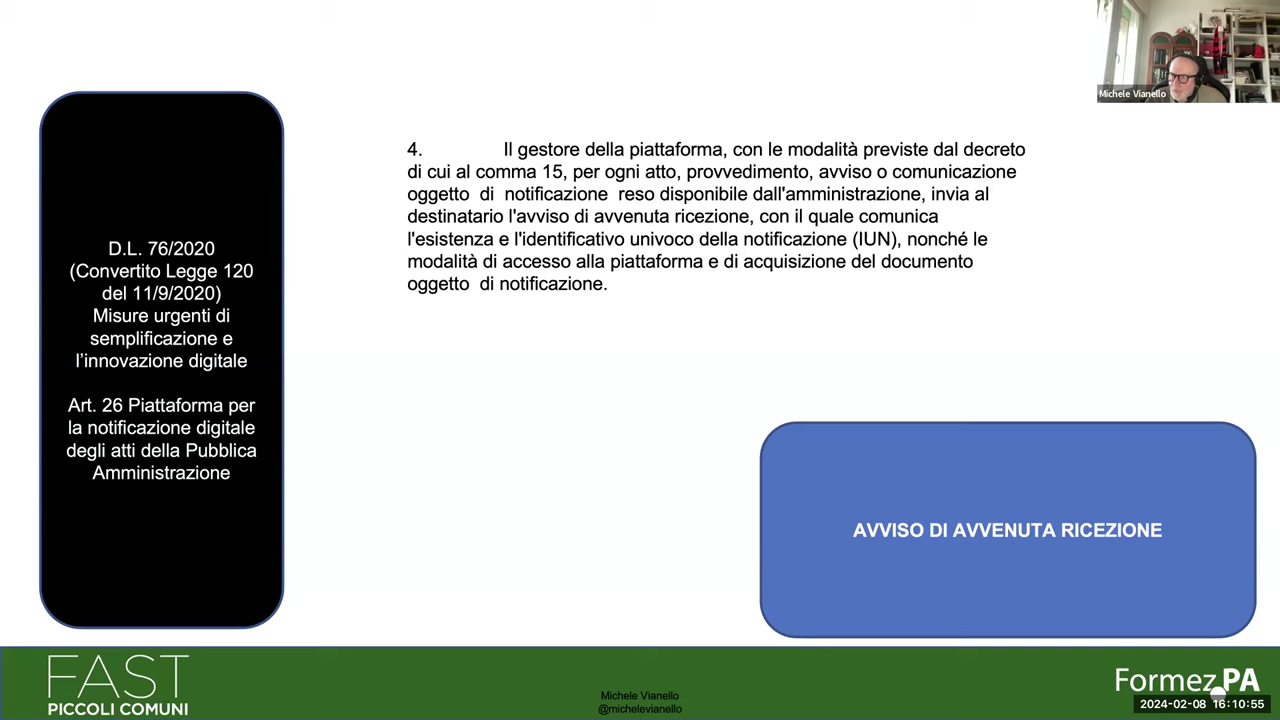 Michele Vianello
4. Il gestore della piattaforma, con le modalità previste dal decreto
di cui al comma 15, per ogni atto, provvedimento, avviso o comunicazione
oggetto di notificazione reso disponibile dall'amministrazione, invia al
destinatario l'avviso di avvenuta ricezione, con il quale comunica
l'esistenza e l'identificativo univoco della notificazione (IUN), nonché le
modalità di accesso alla piattaforma e di acquisizione del documento
oggetto di notificazione.
D.L. 76/2020
(Convertito Legge 120
del 11/9/2020)
Misure urgenti di
semplificazione e
l’innovazione digitale
Art. 26 Piattaforma per
la notificazione digitale
degli atti della Pubblica
Amministrazione
AVVISO DI AVVENUTA RICEZIONE
FAST
PICCOLI COMUNI
Michele Vianello
@michelevianello
Formez PA
2024-02-08 16:10:55